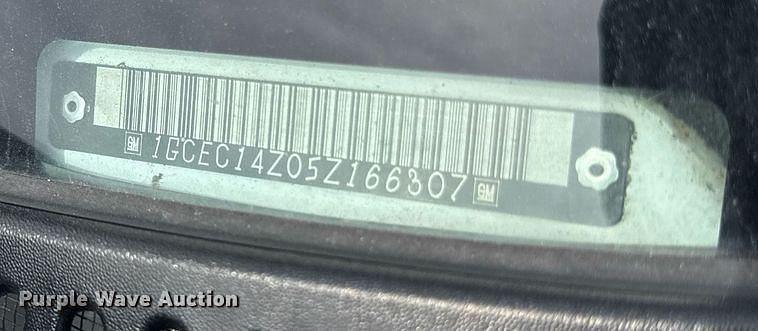 GM 1GCEC14Z05Z166307 GM
Purple Wave Auction